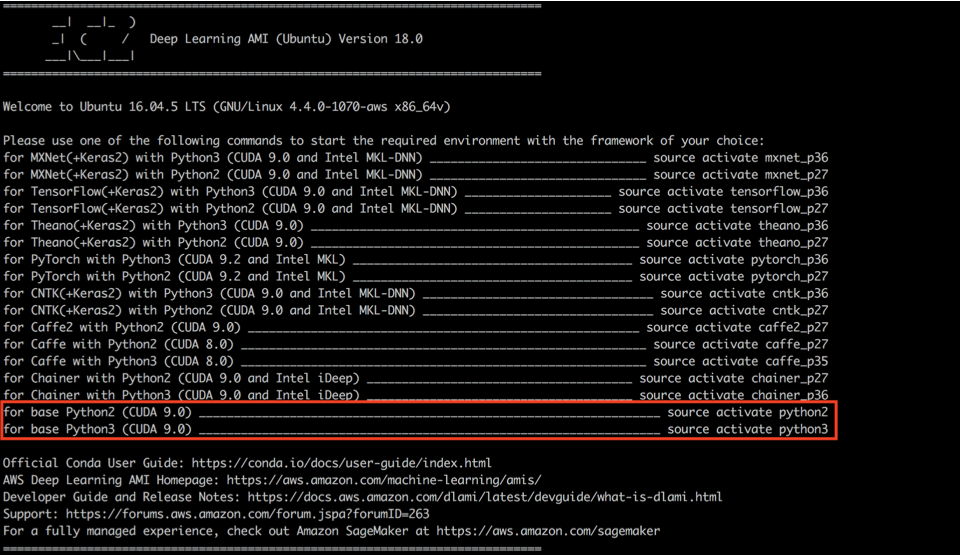 =============================================================================
       __|  __|_  )
       _|  (     /   Deep Learning AMI (Ubuntu) Version 18.0
      ___|\___|___|
=============================================================================
Welcome to Ubuntu 16.04.5 LTS (GNU/Linux 4.4.0-1070-aws x86_64v)
Please use one of the following commands to start the required environment with the framework of your choice:
for MXNet(+Keras2) with Python3 (CUDA 9.0 and Intel MKL-DNN) _______________________________ source activate mxnet_p36
for MXNet(+Keras2) with Python2 (CUDA 9.0 and Intel MKL-DNN) _______________________________ source activate mxnet_p27
for TensorFlow(+Keras2) with Python3 (CUDA 9.0 and Intel MKL-DNN) _____________________ source activate tensorflow_p36
for TensorFlow(+Keras2) with Python2 (CUDA 9.0 and Intel MKL-DNN) _____________________ source activate tensorflow_p27
for Theano(+Keras2) with Python3 (CUDA 9.0) _______________________________________________ source activate theano_p36
for Theano(+Keras2) with Python2 (CUDA 9.0) _______________________________________________ source activate theano_p27
for PyTorch with Python3 (CUDA 9.2 and Intel MKL) ________________________________________ source activate pytorch_p36
for PyTorch with Python2 (CUDA 9.2 and Intel MKL) ________________________________________ source activate pytorch_p27
for CNTK(+Keras2) with Python3 (CUDA 9.0 and Intel MKL-DNN) _________________________________ source activate cntk_p36
for CNTK(+Keras2) with Python2 (CUDA 9.0 and Intel MKL-DNN) _________________________________ source activate cntk_p27
for Caffe2 with Python2 (CUDA 9.0) ________________________________________________________ source activate caffe2_p27
for Caffe with Python2 (CUDA 8.0) __________________________________________________________ source activate caffe_p27
for Caffe with Python3 (CUDA 8.0) __________________________________________________________ source activate caffe_p35
for Chainer with Python2 (CUDA 9.0 and Intel iDeep) ______________________________________ source activate chainer_p27
for Chainer with Python3 (CUDA 9.0 and Intel iDeep) ______________________________________ source activate chainer_p36
for base Python2 (CUDA 9.0) __________________________________________________________________ source activate python2
for base Python3 (CUDA 9.0) __________________________________________________________________ source activate python3
Official Conda User Guide: https://conda.io/docs/user-guide/index.html
AWS Deep Learning AMI Homepage: https://aws.amazon.com/machine-learning/amis/
Developer Guide and Release Notes: https://docs.aws.amazon.com/dlami/latest/devguide/what-is-dlami.html
Support: https://forums.aws.amazon.com/forum.jspa?forumID=263
For a fully managed experience, check out Amazon SageMaker at https://aws.amazon.com/sagemaker
=============================================================================